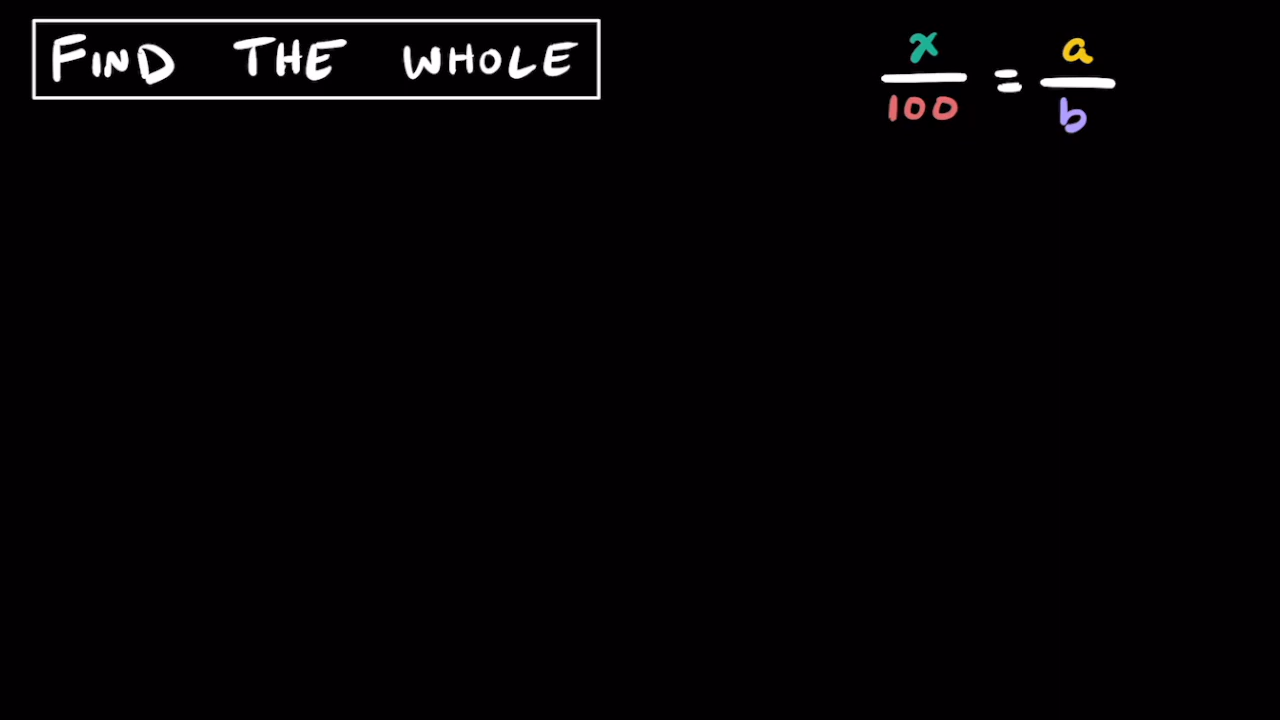 FIND THE WHOLE
x/100 = a/b